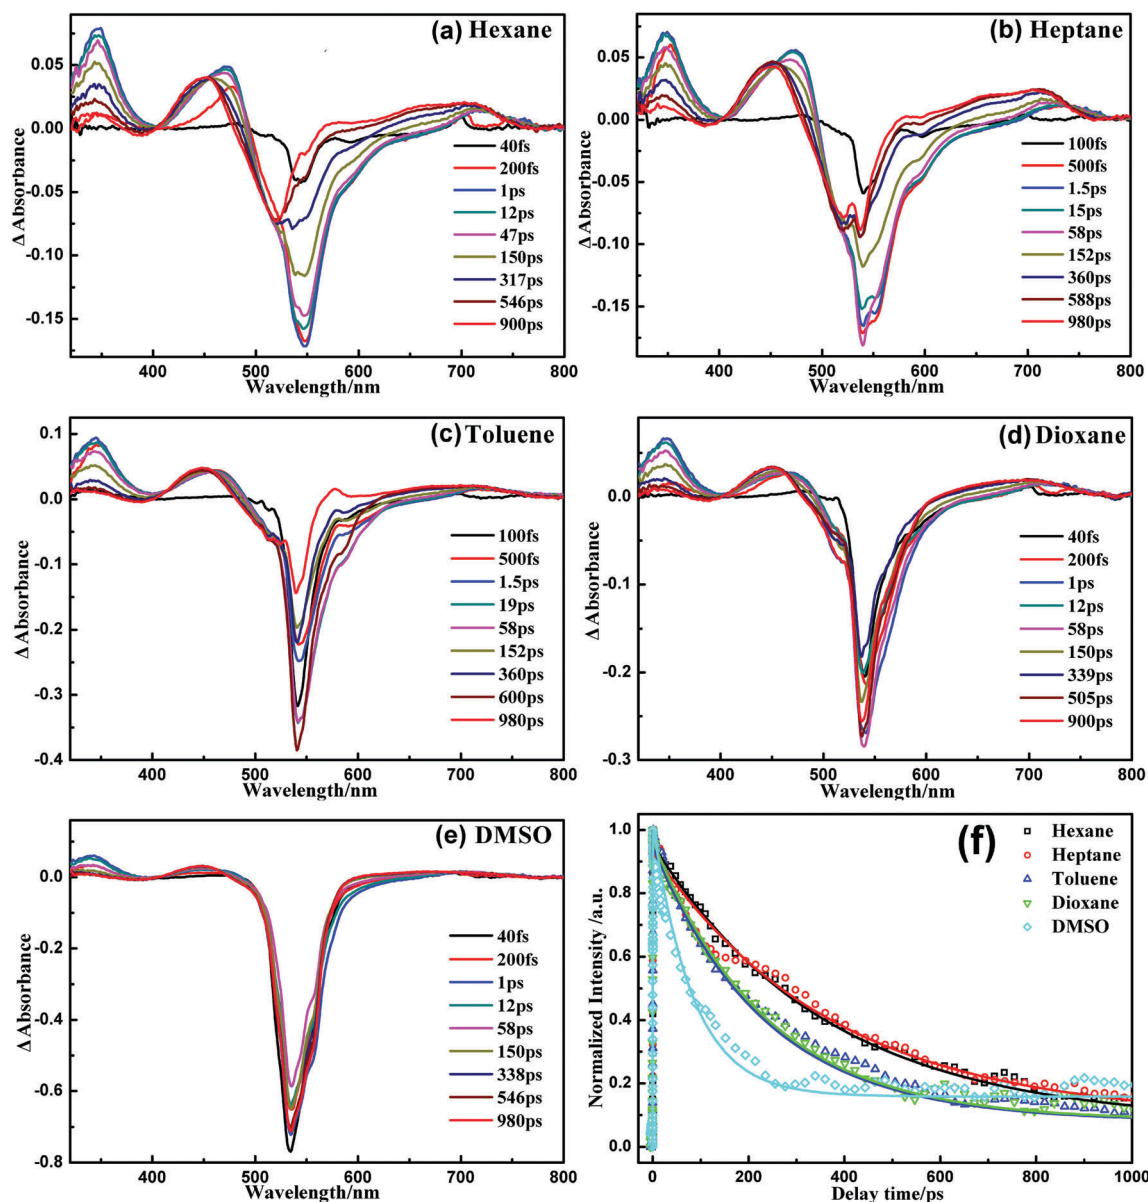 (a) Hexane
Δ Absorbance
0.05
0.00
-0.05
-0.10
-0.15
40fs
200fs
1ps
12ps
47ps
150ps
317ps
546ps
900ps
400 500 600 700 800
Wavelength/nm
(b) Heptane
Δ Absorbance
0.05
0.00
-0.05
-0.10
-0.15
100fs
500fs
1.5ps
15ps
58ps
152ps
360ps
588ps
980ps
400 500 600 700 800
Wavelength/nm
(c) Toluene
Δ Absorbance
0.1
0.0
-0.1
-0.2
-0.3
-0.4
100fs
500fs
1.5ps
19ps
58ps
152ps
360ps
600ps
980ps
400 500 600 700 800
Wavelength/nm
(d) Dioxane
Δ Absorbance
0.0
-0.1
-0.2
-0.3
40fs
200fs
1ps
12ps
58ps
150ps
339ps
505ps
900ps
400 500 600 700 800
Wavelength/nm
(e) DMSO
Δ Absorbance
0.0
-0.2
-0.4
-0.6
-0.8
40fs
200fs
1ps
12ps
58ps
150ps
338ps
546ps
980ps
400 500 600 700 800
Wavelength/nm
(f)
Normalized Intensity /a.u.
1.0
0.8
0.6
0.4
0.2
0.0
Hexane
Heptane
Toluene
Dioxane
DMSO
0 200 400 600 800 1000
Delay time/ps